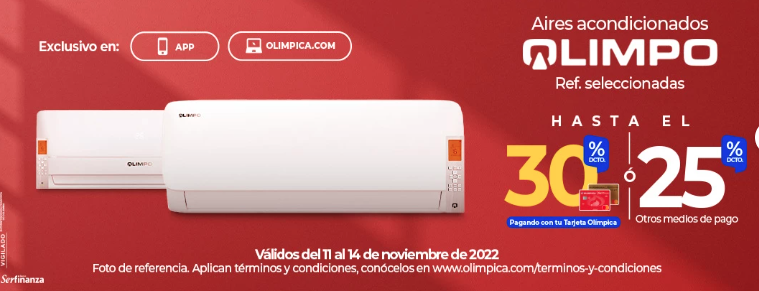 Exclusivo en:
APP
OLIMPICA.COM
Aires acondicionados
OLIMPO
Ref. seleccionadas
HASTA EL
30% DCTO.
Pagando con tu Tarjeta Olímpica
ó
25% DCTO.
Otros medios de pago
OLIMPO
OLIMPO
Válidos del 11 al 14 de noviembre de 2022
Foto de referencia. Aplican términos y condiciones, conócelos en www.olimpica.com/terminos-y-condiciones
VIGILADO
Serfinanza